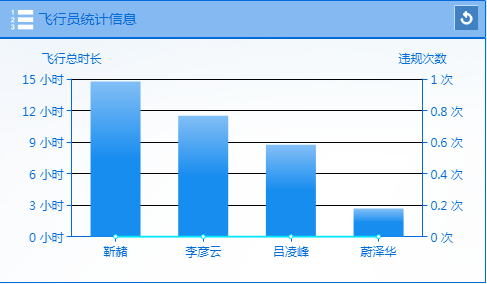 飞行员统计信息
飞行总时长 违规次数
15 小时 1 次
12 小时 0.8 次
9 小时 0.6 次
6 小时 0.4 次
3 小时 0.2 次
0 小时 0 次
靳赭 李彦云 吕凌峰 蔚泽华